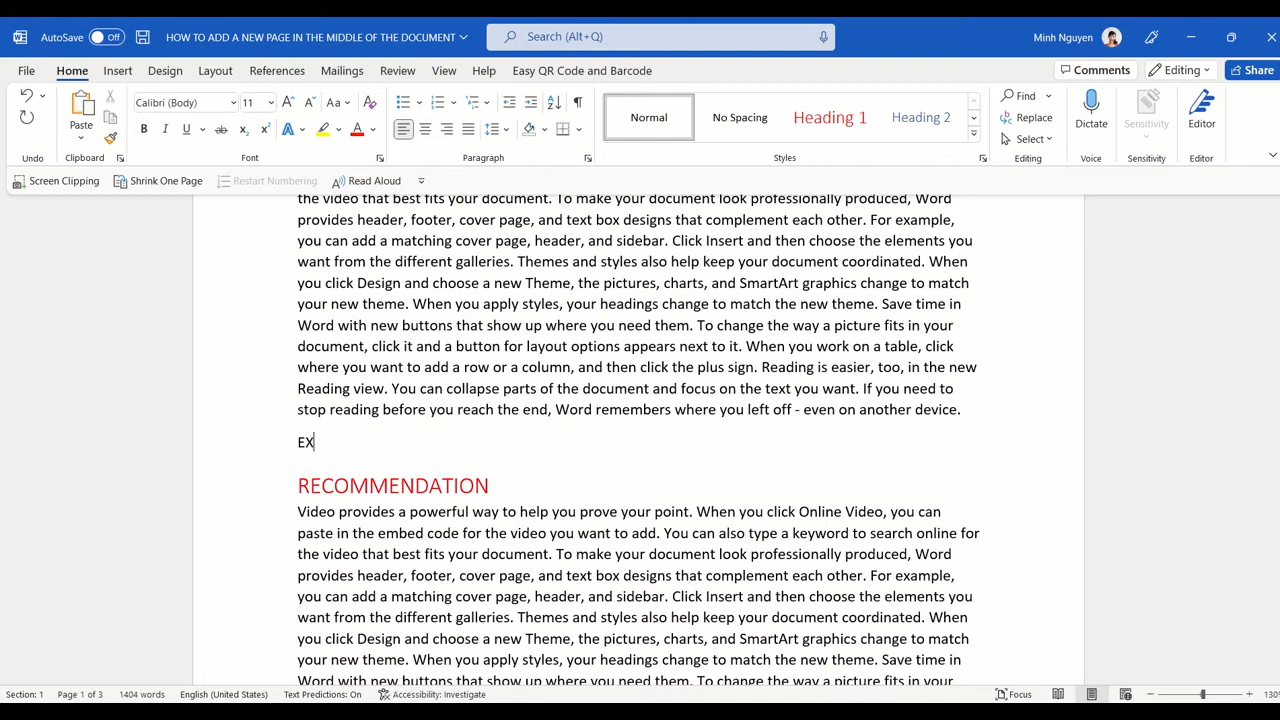 AutoSave Off HOW TO ADD A NEW PAGE IN THE MIDDLE OF THE DOCUMENT Search (Alt+Q) Minh Nguyen
File Home Insert Design Layout References Mailings Review View Help Easy QR Code and Barcode Comments Editing Share
Calibri (Body) 11 Aa
Paste Normal No Spacing Heading 1 Heading 2 Find Replace Select Dictate Sensitivity Editor
Undo Clipboard Font Paragraph Styles Editing Voice Sensitivity Editor
Screen Clipping Shrink One Page Restart Numbering Read Aloud
the video that best fits your document. To make your document look professionally produced, Word
provides header, footer, cover page, and text box designs that complement each other. For example,
you can add a matching cover page, header, and sidebar. Click Insert and then choose the elements you
want from the different galleries. Themes and styles also help keep your document coordinated. When
you click Design and choose a new Theme, the pictures, charts, and SmartArt graphics change to match
your new theme. When you apply styles, your headings change to match the new theme. Save time in
Word with new buttons that show up where you need them. To change the way a picture fits in your
document, click it and a button for layout options appears next to it. When you work on a table, click
where you want to add a row or a column, and then click the plus sign. Reading is easier, too, in the new
Reading view. You can collapse parts of the document and focus on the text you want. If you need to
stop reading before you reach the end, Word remembers where you left off - even on another device.
EX
RECOMMENDATION
Video provides a powerful way to help you prove your point. When you click Online Video, you can
paste in the embed code for the video you want to add. You can also type a keyword to search online for
the video that best fits your document. To make your document look professionally produced, Word
provides header, footer, cover page, and text box designs that complement each other. For example,
you can add a matching cover page, header, and sidebar. Click Insert and then choose the elements you
want from the different galleries. Themes and styles also help keep your document coordinated. When
you click Design and choose a new Theme, the pictures, charts, and SmartArt graphics change to match
your new theme. When you apply styles, your headings change to match the new theme. Save time in
Word with new buttons that show up where you need them. To change the way a picture fits in your
Section: 1 Page 1 of 3 1404 words English (United States) Text Predictions: On Accessibility: Investigate Focus 130%